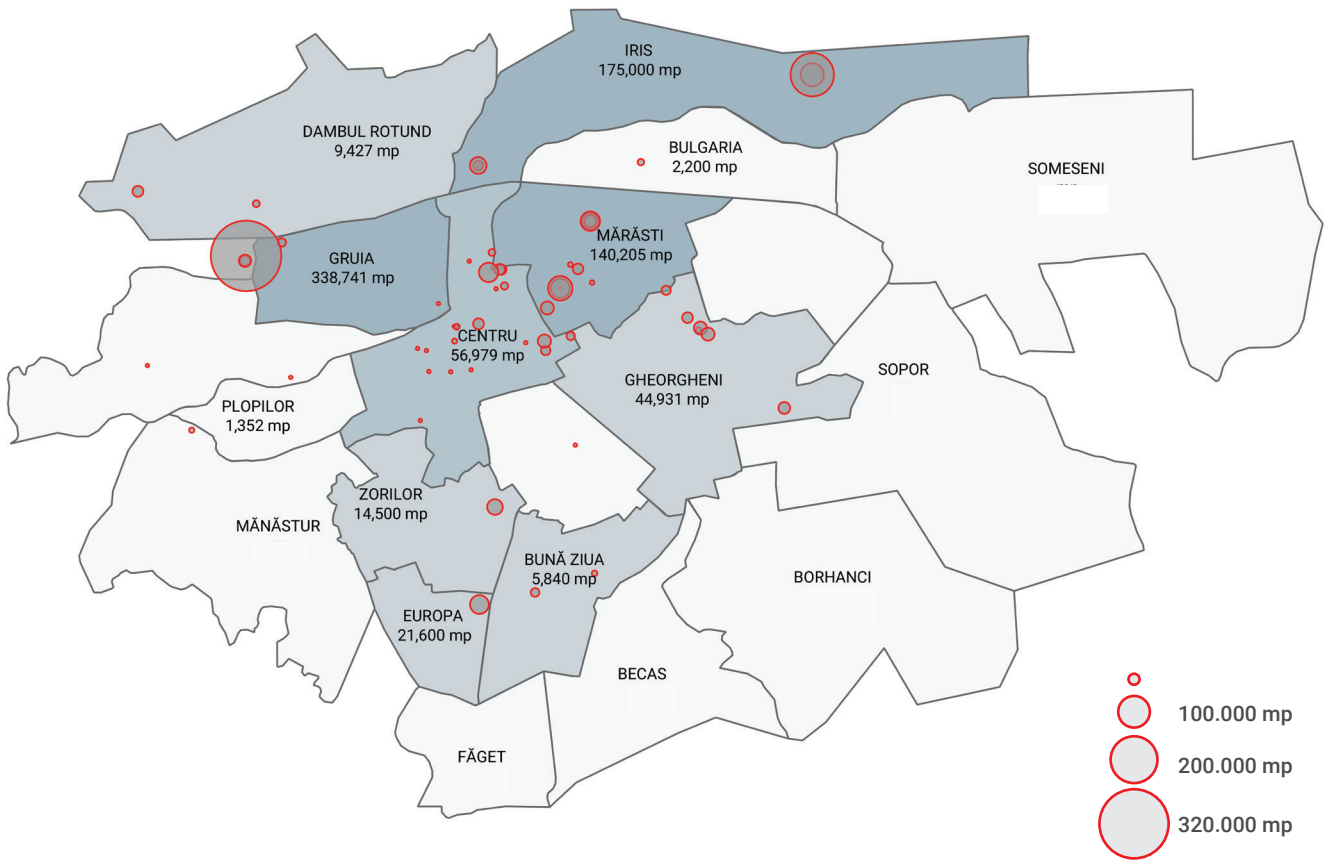 IRIS
175,000 mp
DAMBUL ROTUND
9,427 mp
BULGARIA
2,200 mp
SOMESENI
MĂRĂSTI
140,205 mp
GRUIA
338,741 mp
CENTRU
56,979 mp
GHEORGHENI
44,931 mp
SOPOR
PLOPILOR
1,352 mp
ZORILOR
14,500 mp
MĂNĂSTUR
BUNĂ ZIUA
5,840 mp
BORHANCI
EUROPA
21,600 mp
BECAS
FĂGET
100.000 mp
200.000 mp
320.000 mp